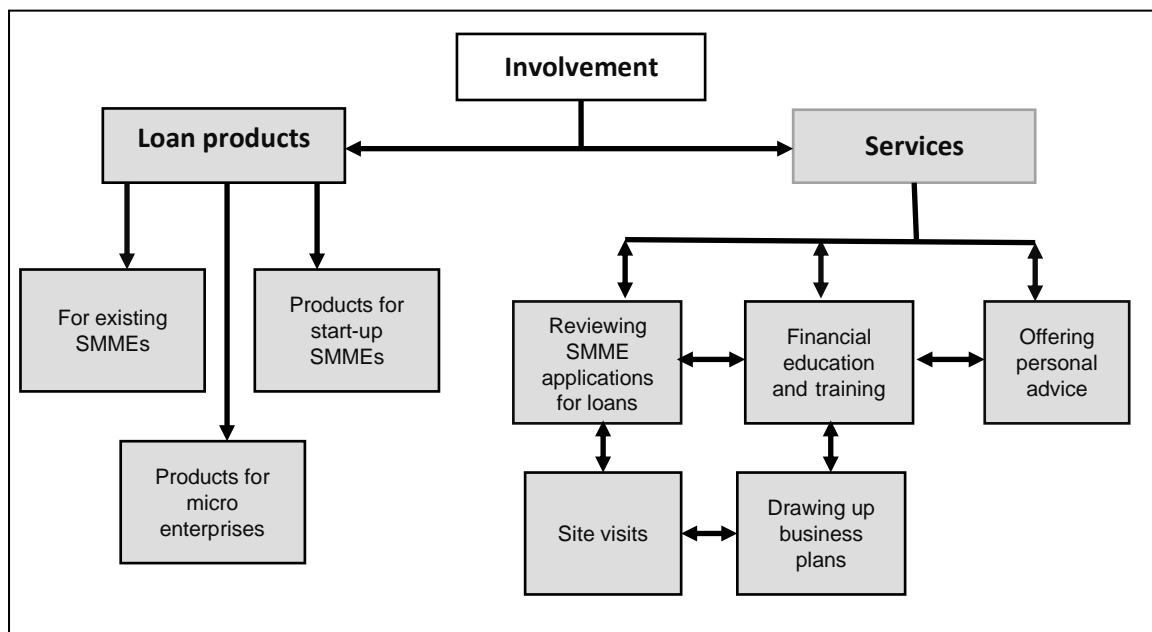 Involvement
Loan products
Services
For existing
SMMEs
Products for
start-up
SMMEs
Products for
micro
enterprises
Reviewing
SMME
applications
for loans
Financial
education
and training
Offering
personal
advice
Site visits
Drawing up
business
plans